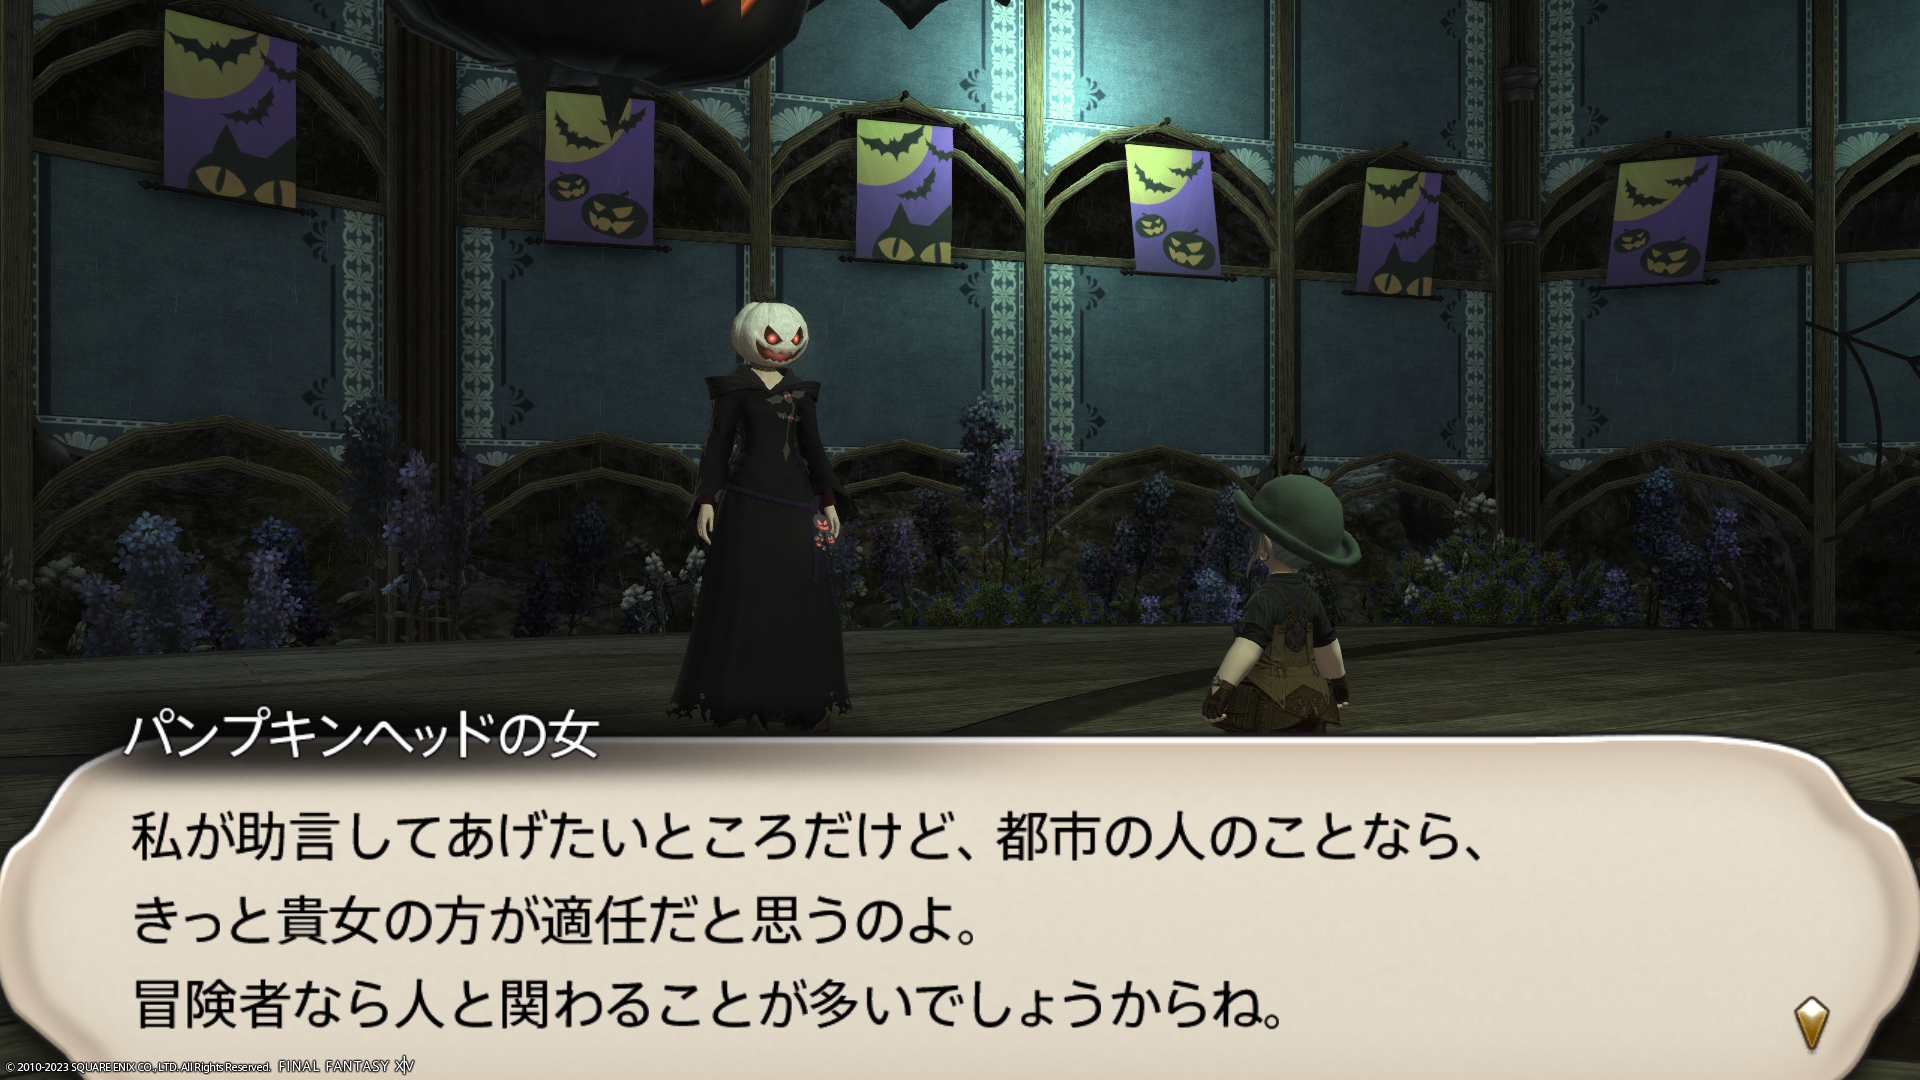 パンプキンヘッドの女
私が助言してあげたいところだけど、都市の人のことなら、
きっと貴女の方が適任だと思うのよ。
冒険者なら人と関わることが多いでしょうからね。
© 2010-2023 SQUARE ENIX CO., LTD. All Rights Reserved. FINAL FANTASY XIV